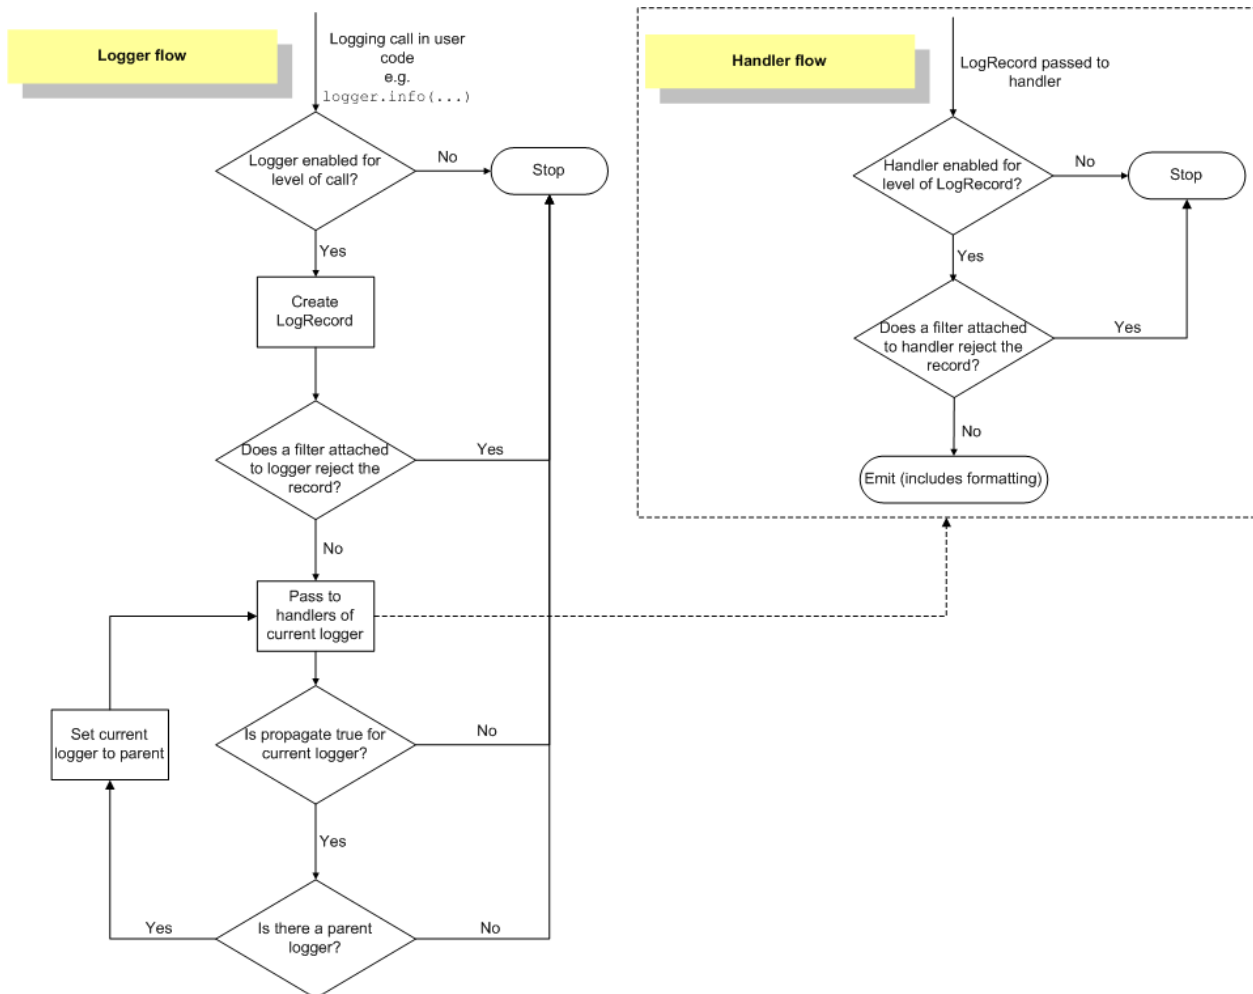 Logger flow
Logging call in user
code
e.g.
logger.info(...)
Logger enabled for
level of call?
No
Stop
Yes
Create
LogRecord
Does a filter attached
to logger reject the
record?
Yes
No
Pass to
handlers of
current logger
Set current
logger to parent
Is propagate true for
current logger?
No
Yes
Is there a parent
logger?
Yes
No
Handler flow
LogRecord passed to
handler
Handler enabled for
level of LogRecord?
No
Stop
Yes
Does a filter attached
to handler reject the
record?
Yes
No
Emit (includes formatting)